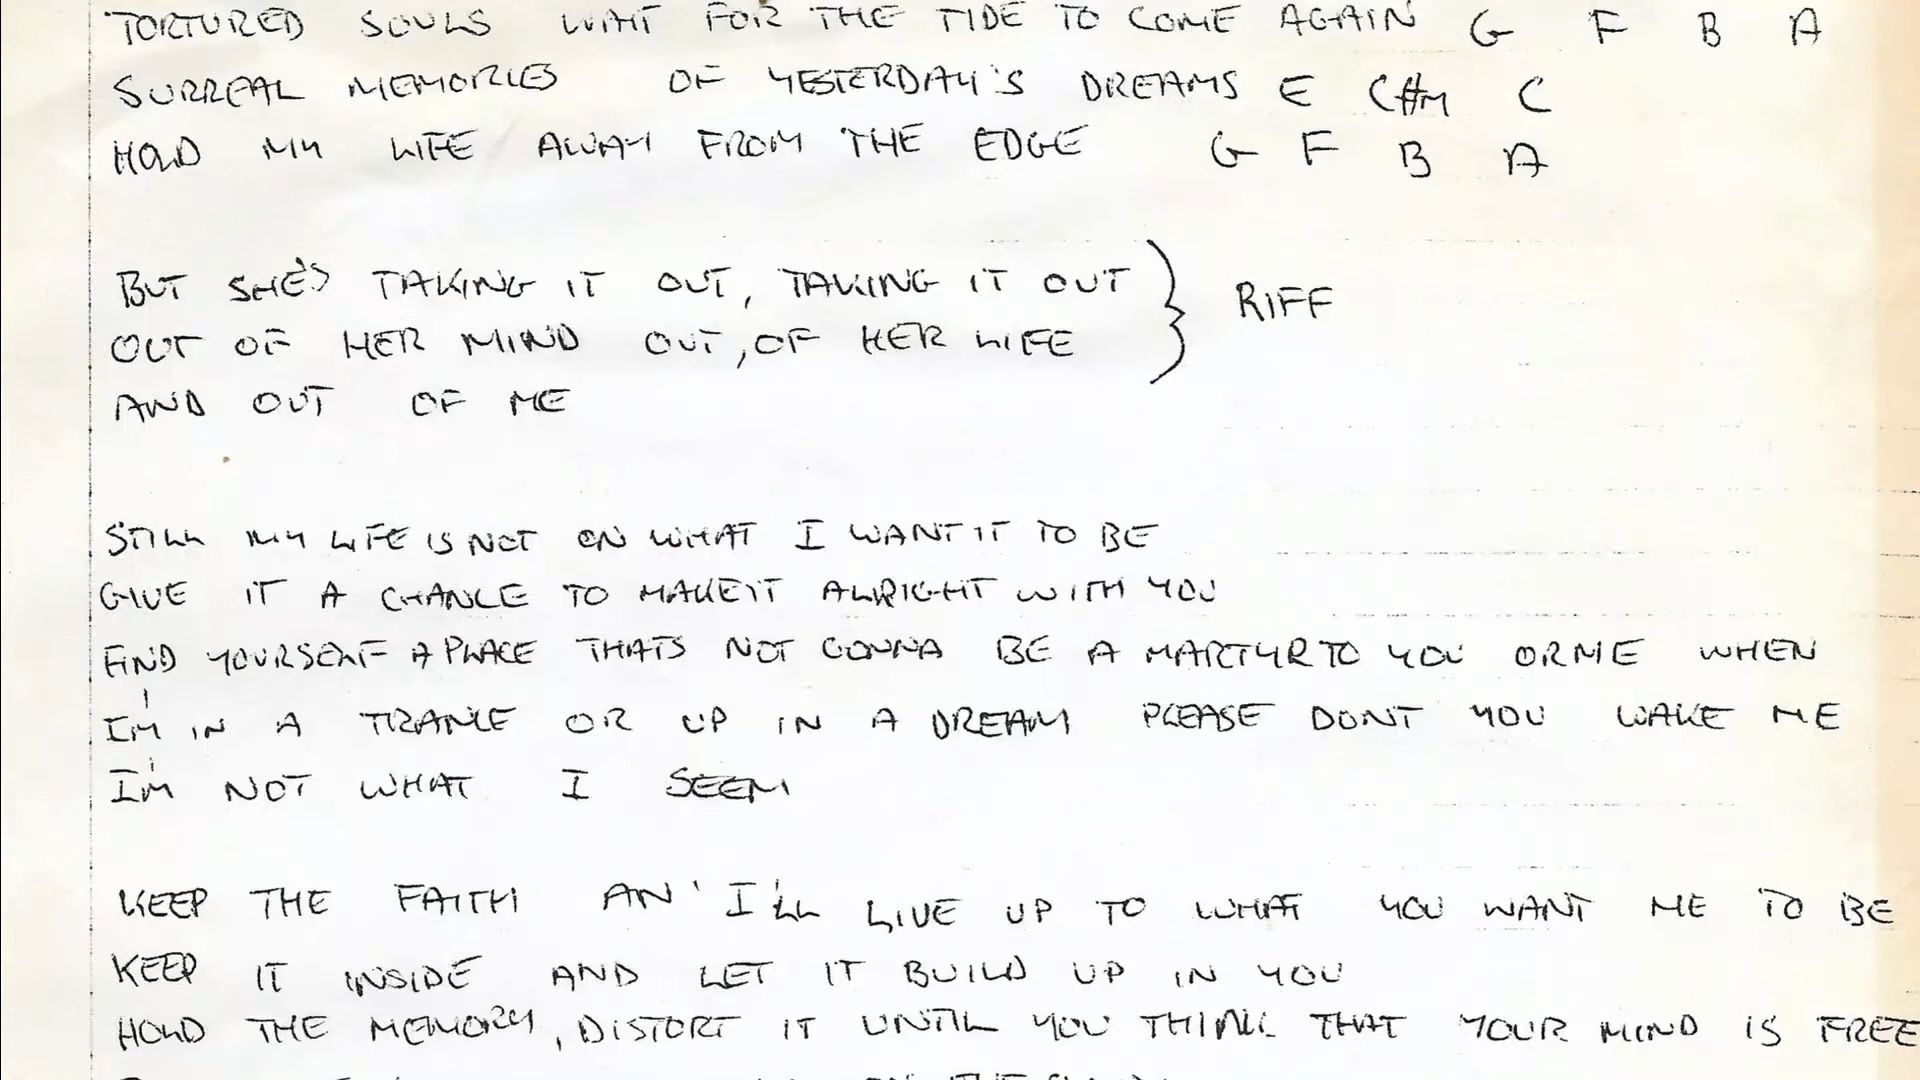 TORTURED SOULS WAIT FOR THE TIDE TO COME AGAIN G F B A
SURREAL MEMORIES OF YESTERDAY'S DREAMS E C#M C
HOLD MY LIFE AWAY FROM THE EDGE G F B A
BUT SHE'S TAKING IT OUT, TAKING IT OUT
OUT OF HER MIND OUT, OF HER LIFE
RIFF
AND OUT OF ME
STILL MY LIFE IS NOT ON WHAT I WANT IT TO BE
GIVE IT A CHANCE TO MAKE IT ALRIGHT WITH YOU
FIND YOURSELF A PLACE THATS NOT GONNA BE A MARTYR TO YOU OR ME WHEN
I'M IN A TRANCE OR UP IN A DREAM PLEASE DONT YOU WAKE ME
I'M NOT WHAT I SEEM
KEEP THE FAITH AN' I'LL LIVE UP TO WHAT YOU WANT ME TO BE
KEEP IT INSIDE AND LET IT BUILD UP IN YOU
HOLD THE MEMORY, DISTORT IT UNTIL YOU THINK THAT YOUR MIND IS FREE